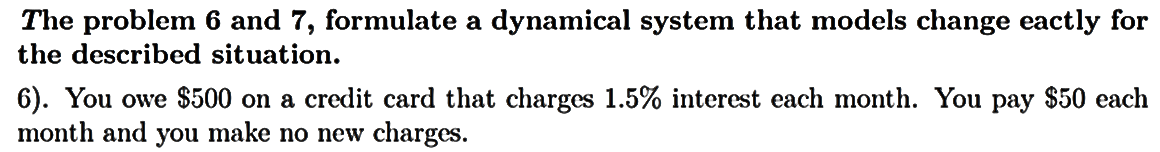 The problem 6 and 7, formulate a dynamical system that models change eactly for
the described situation.
6). You owe $500 on a credit card that charges 1.5% interest each month. You pay $50 each
month and you make no new charges.